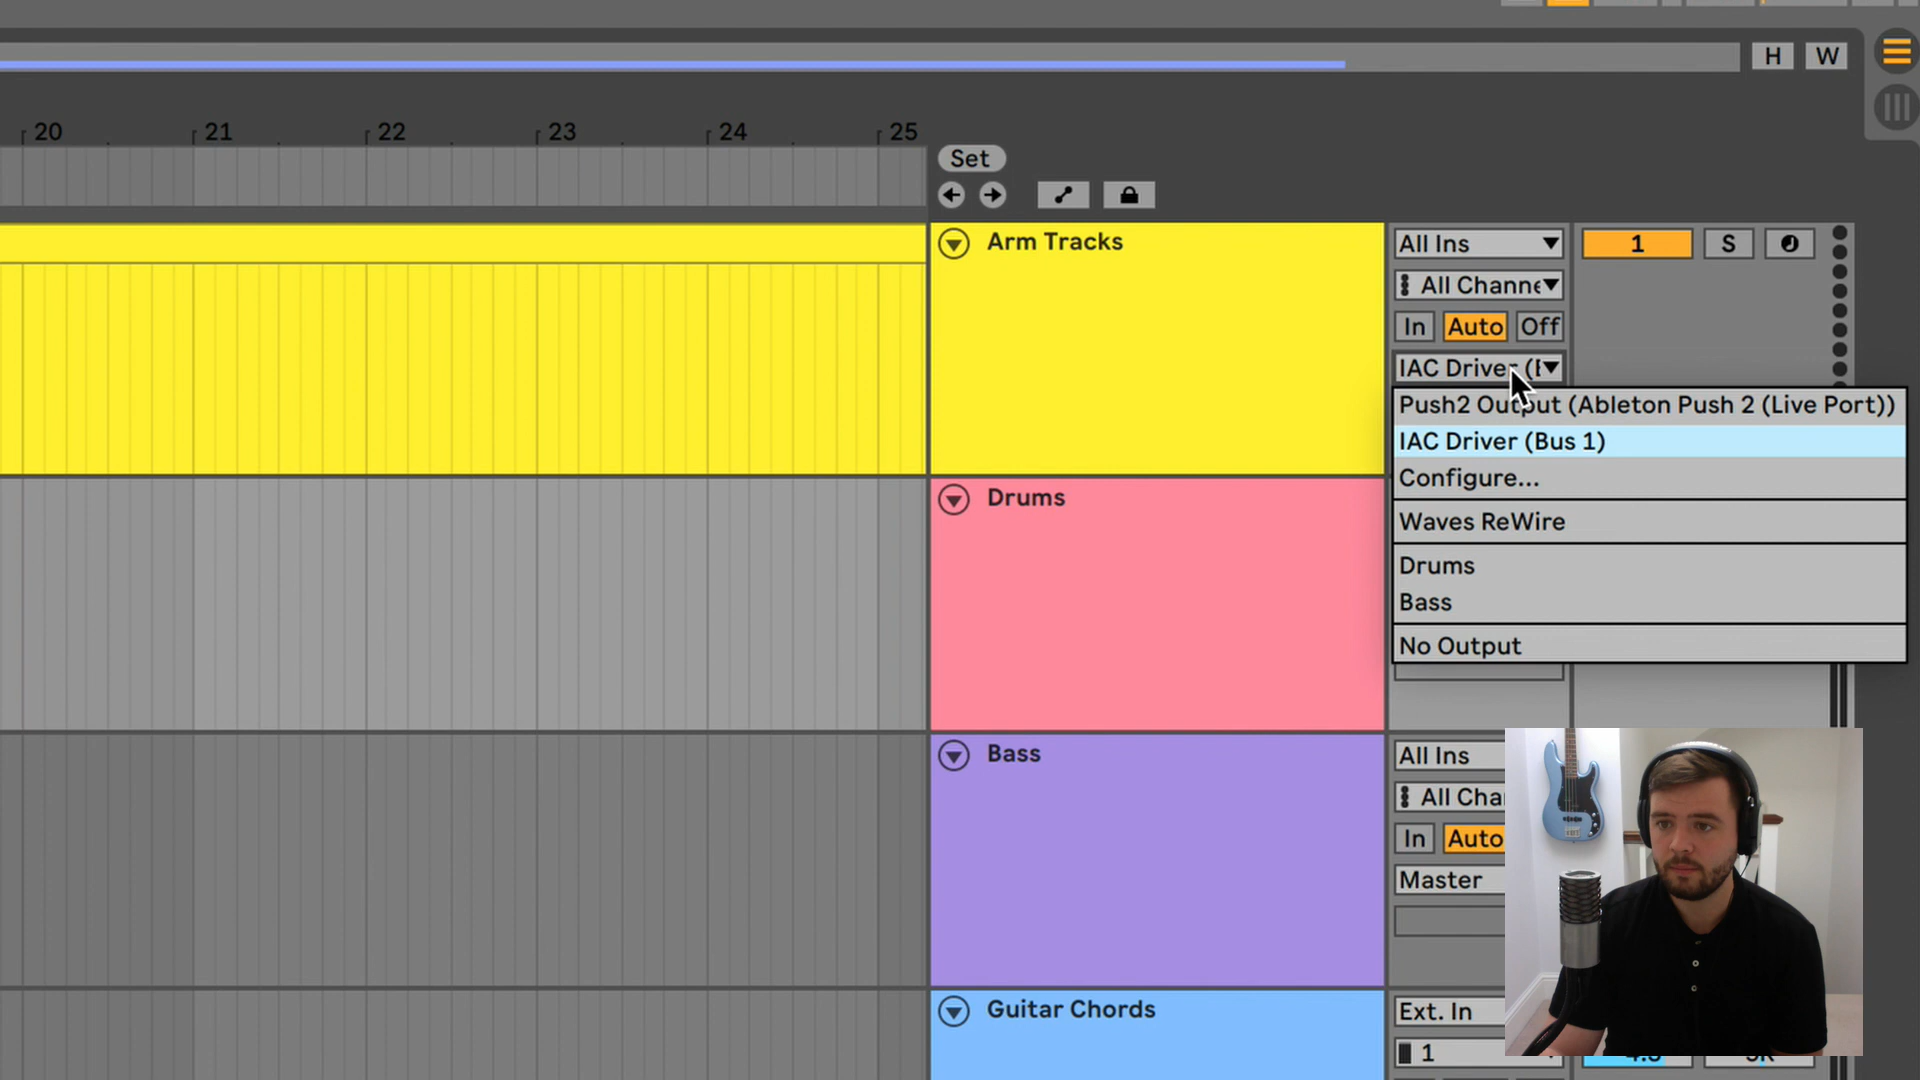 H W
20 21 22 23 24 25
Set
Arm Tracks
All Ins
1 S
All Channe
In Auto Off
IAC Driver (
Push2 Output (Ableton Push 2 (Live Port))
IAC Driver (Bus 1)
Configure...
Waves ReWire
Drums
Bass
No Output
Drums
Bass
All Ins
All Cha
In Auto
Master
Guitar Chords
Ext. In
1